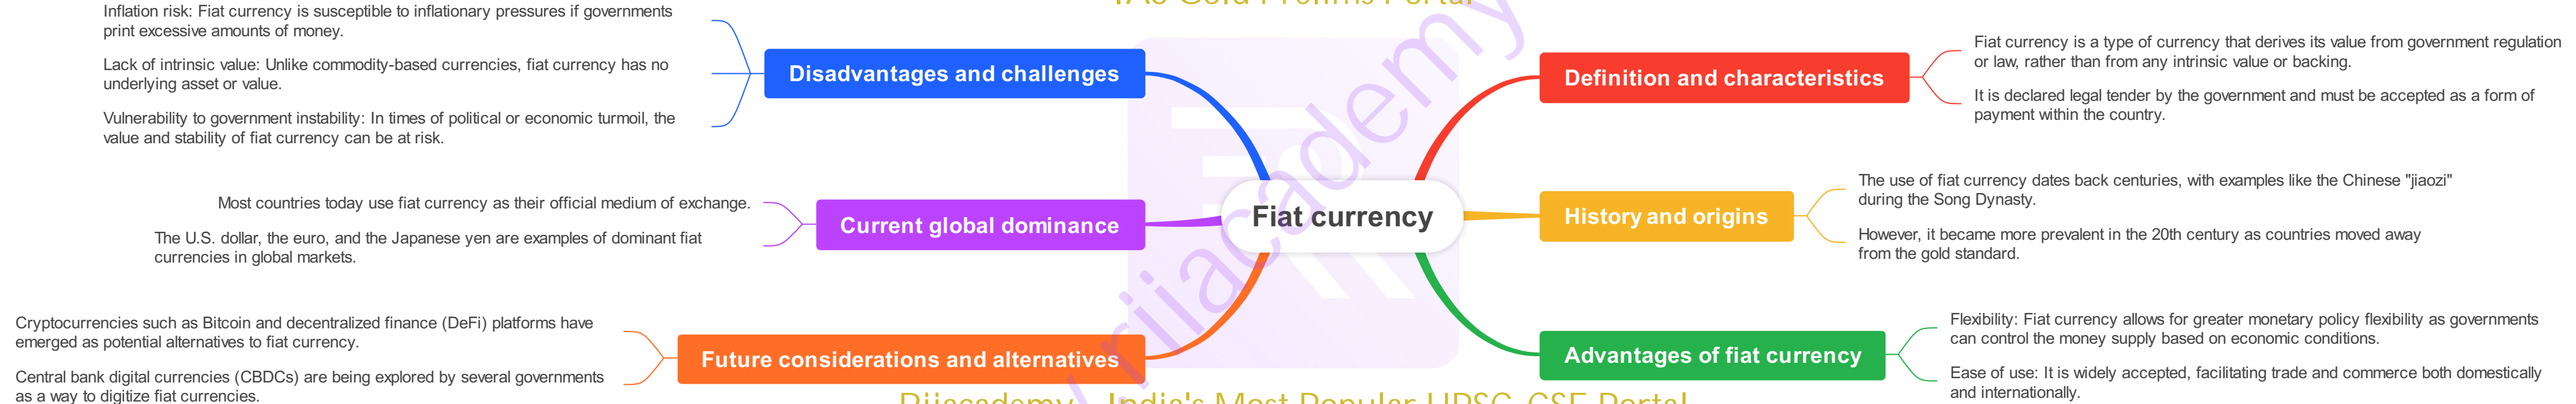 IAS Gold Prelims Portal
Inflation risk: Fiat currency is susceptible to inflationary pressures if governments
print excessive amounts of money.
Lack of intrinsic value: Unlike commodity-based currencies, fiat currency has no
underlying asset or value.
Vulnerability to government instability: In times of political or economic turmoil, the
value and stability of fiat currency can be at risk.
Disadvantages and challenges
Most countries today use fiat currency as their official medium of exchange.
The U.S. dollar, the euro, and the Japanese yen are examples of dominant fiat
currencies in global markets.
Current global dominance
Cryptocurrencies such as Bitcoin and decentralized finance (DeFi) platforms have
emerged as potential alternatives to fiat currency.
Central bank digital currencies (CBDCs) are being explored by several governments
as a way to digitize fiat currencies.
Future considerations and alternatives
Fiat currency
Definition and characteristics
Fiat currency is a type of currency that derives its value from government regulation
or law, rather than from any intrinsic value or backing.
It is declared legal tender by the government and must be accepted as a form of
payment within the country.
History and origins
The use of fiat currency dates back centuries, with examples like the Chinese "jiaozi"
during the Song Dynasty.
However, it became more prevalent in the 20th century as countries moved away
from the gold standard.
Advantages of fiat currency
Flexibility: Fiat currency allows for greater monetary policy flexibility as governments
can control the money supply based on economic conditions.
Ease of use: It is widely accepted, facilitating trade and commerce both domestically
and internationally.
rijiacademy
Rijiacademy - India's Most Popular UPSC-CSE Portal